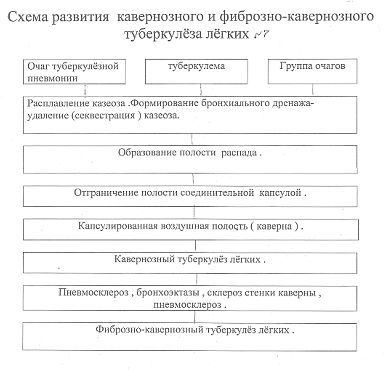 Схема развития кавернозного и фиброзно-кавернозного
туберкулёза лёгких №7
Очаг туберкулёзной
пневмонии
туберкулема
Группа очагов
Расплавление казеоза .Формирование бронхиального дренажа-
удаление (секвестрация ) казеоза.
Образование полости распада .
Отграничение полости соединительной капсулой .
Капсулированная воздушная полость ( каверна ) .
Кавернозный туберкулёз лёгких .
Пневмосклероз , бронхоэктазы , склероз стенки каверны ,
пневмосклероз .
Фиброзно-кавернозный туберкулёз лёгких .